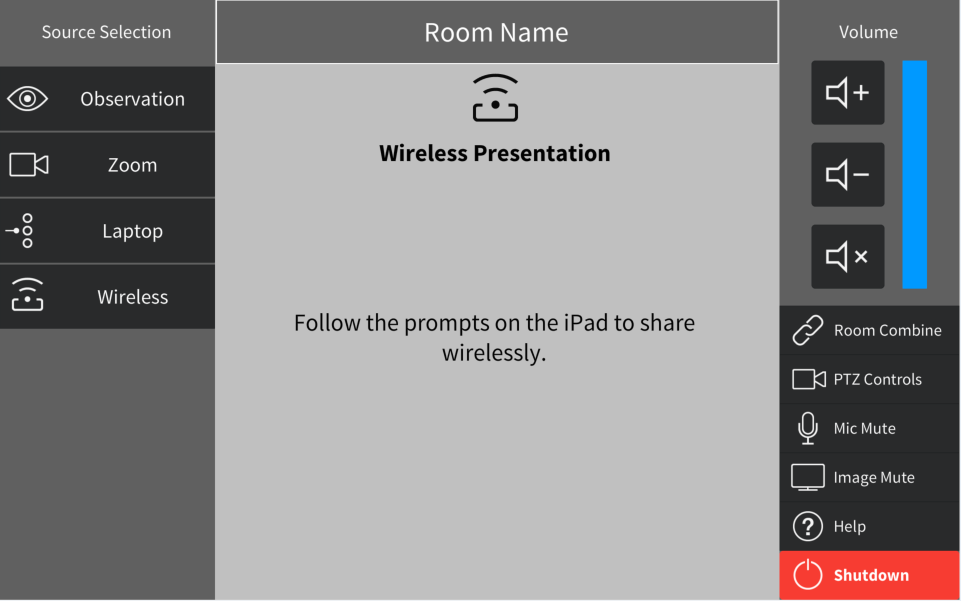 Source Selection
Observation
Zoom
Laptop
Wireless
Room Name
Wireless Presentation
Follow the prompts on the iPad to share
wirelessly.
Volume
Room Combine
PTZ Controls
Mic Mute
Image Mute
Help
Shutdown